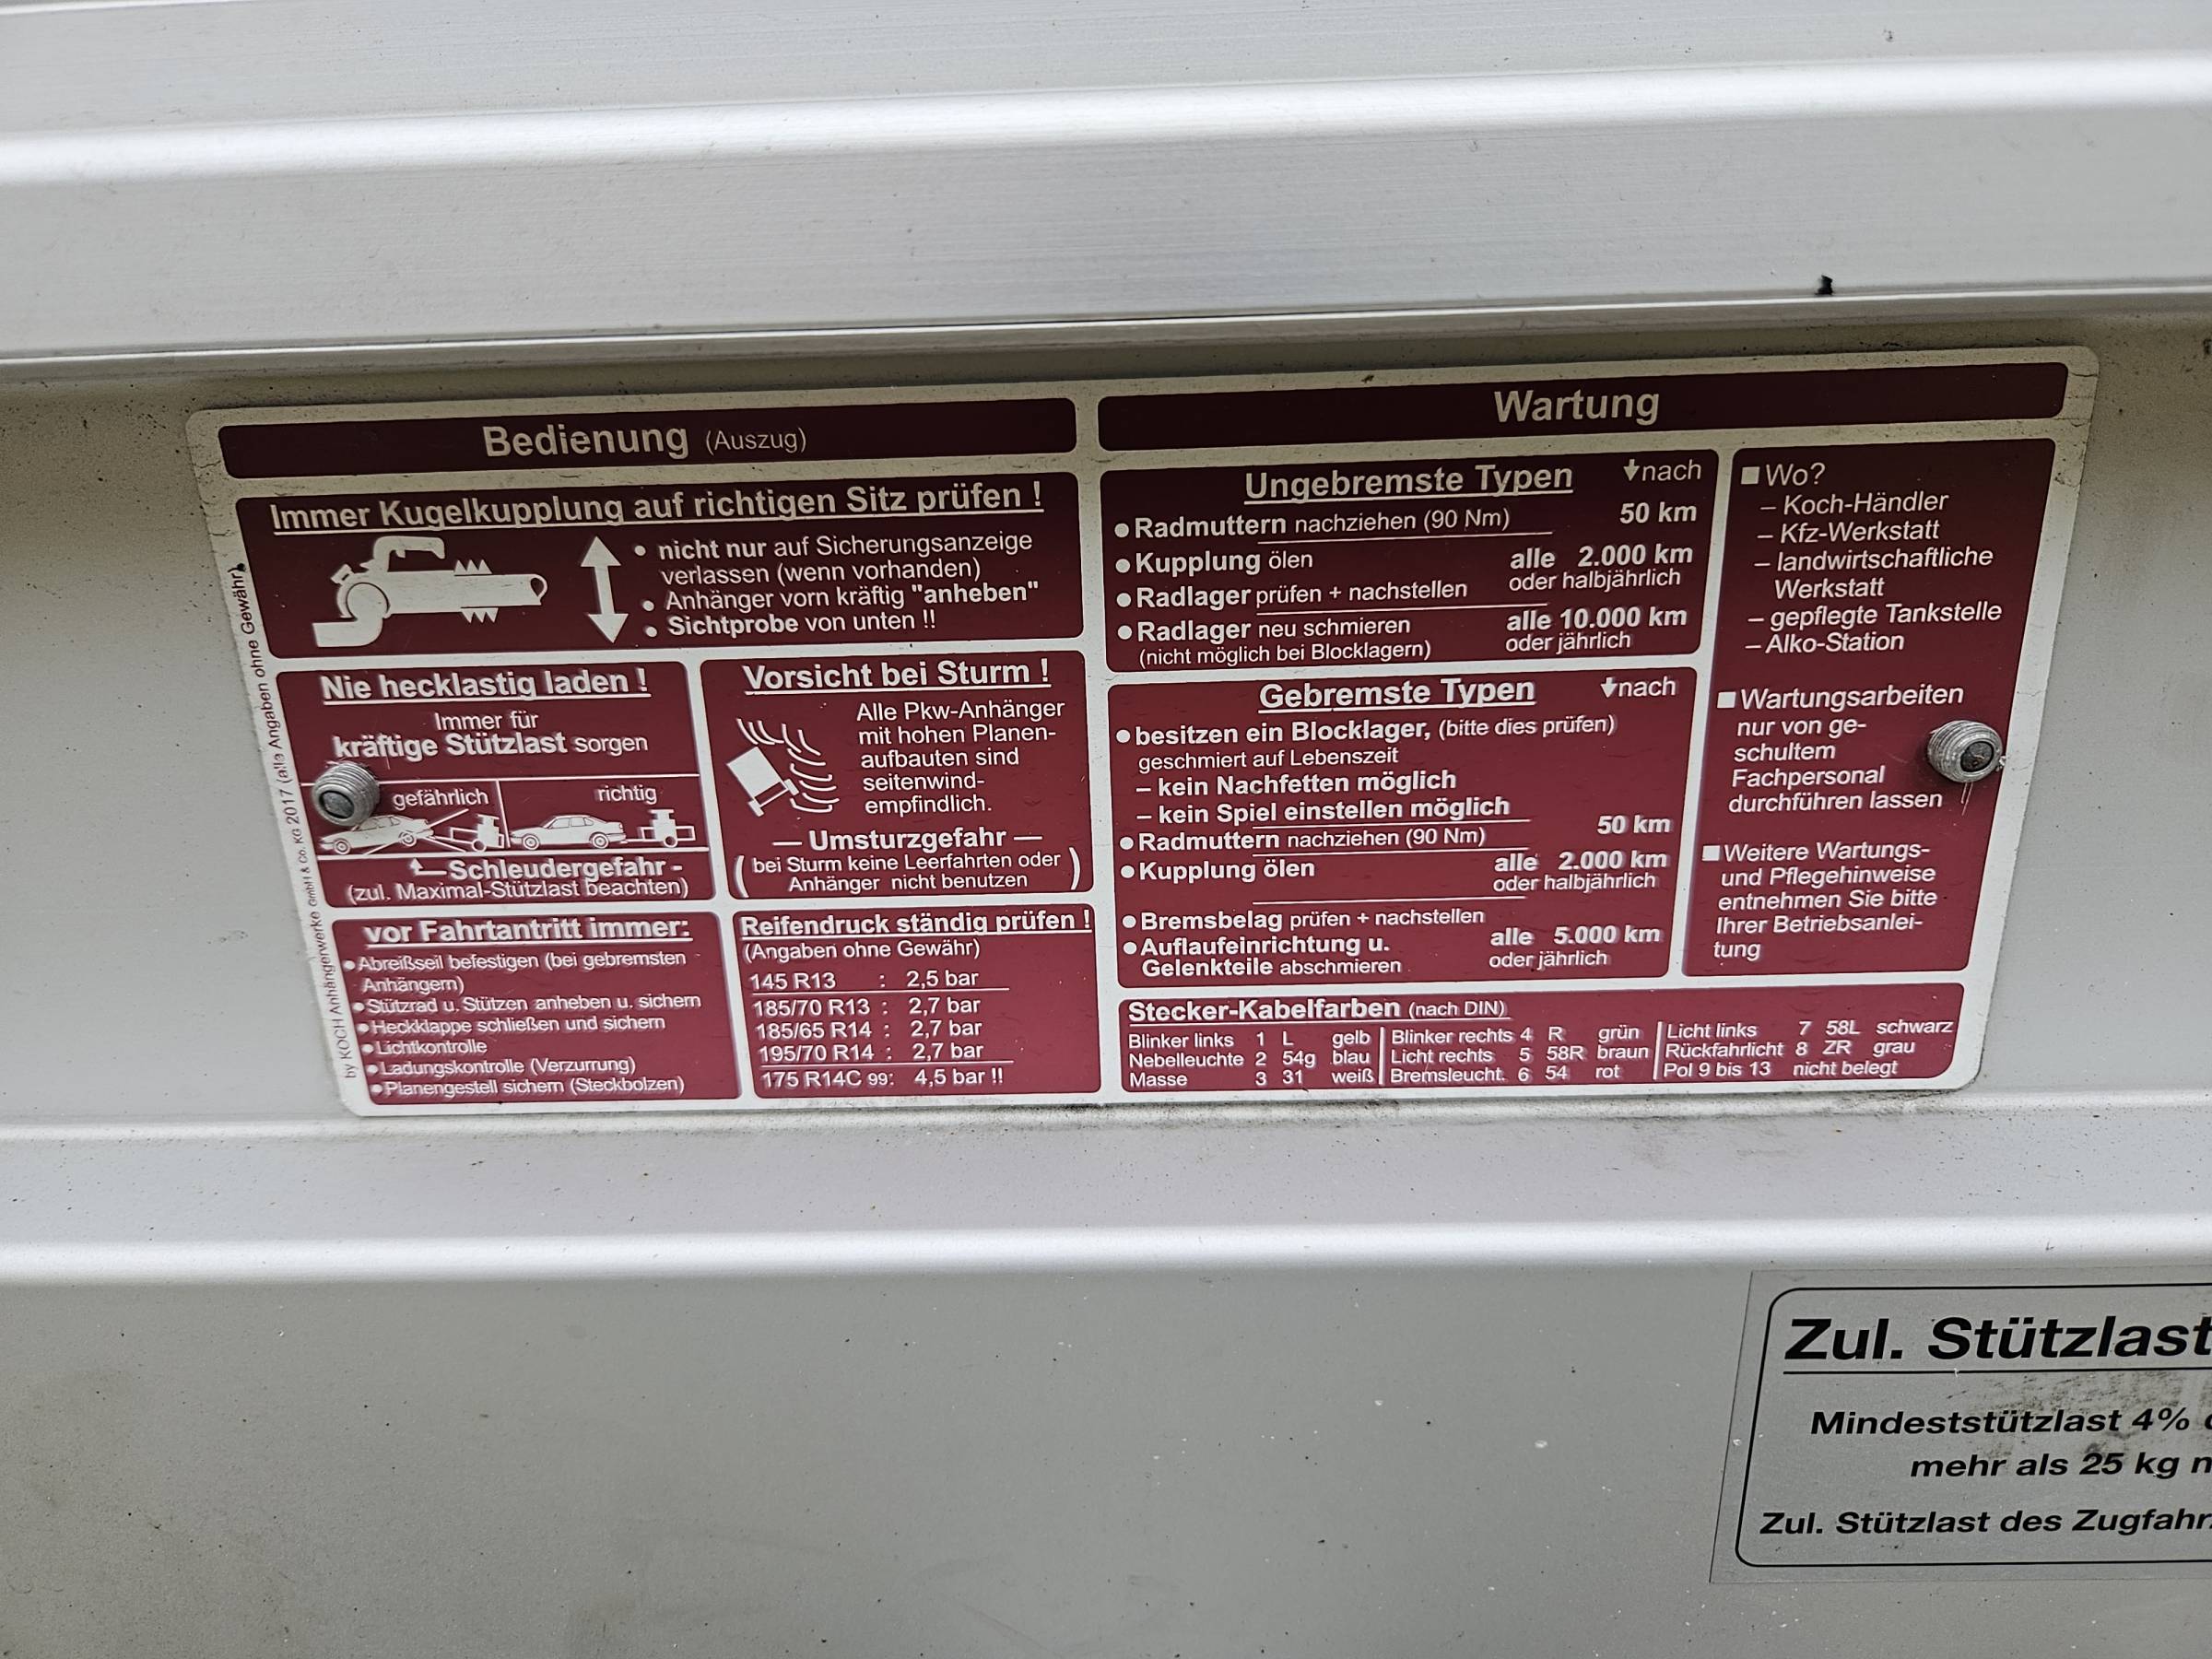 Bedienung (Auszug)
Immer Kugelkupplung auf richtigen Sitz prüfen !
• nicht nur auf Sicherungsanzeige
verlassen (wenn vorhanden)
• Anhänger vorn kräftig "anheben"
• Sichtprobe von unten !!
Nie hecklastig laden !
Immer für
kräftige Stützlast sorgen
gefährlich
richtig
Schleudergefahr -
(zul. Maximal-Stützlast beachten)
Vorsicht bei Sturm !
Alle Pkw-Anhänger
mit hohen Planen-
aufbauten sind
seitenwind-
empfindlich.
— Umsturzgefahr —
(bei Sturm keine Leerfahrten oder
Anhänger nicht benutzen)
vor Fahrtantritt immer:
• Abreißseil befestigen (bei gebremsten
Anhängern)
• Stützrad u. Stützen anheben u. sichern
• Heckklappe schließen und sichern
• Lichtkontrolle
• Ladungskontrolle (Verzurrung)
• Planengestell sichern (Steckbolzen)
Reifendruck ständig prüfen !
(Angaben ohne Gewähr)
145 R13 : 2,5 bar
185/70 R13 : 2,7 bar
185/65 R14 : 2,7 bar
195/70 R14 : 2,7 bar
175 R14C 99: 4,5 bar !!
by KOCH Anhängerwerke GmbH & Co. KG 2017 (alle Angaben ohne Gewähr)
Wartung
Ungebremste Typen ↓nach
• Radmuttern nachziehen (90 Nm) 50 km
• Kupplung ölen alle 2.000 km
oder halbjährlich
• Radlager prüfen + nachstellen
• Radlager neu schmieren alle 10.000 km
(nicht möglich bei Blocklagern) oder jährlich
Gebremste Typen ↓nach
• besitzen ein Blocklager, (bitte dies prüfen)
geschmiert auf Lebenszeit
– kein Nachfetten möglich
– kein Spiel einstellen möglich
• Radmuttern nachziehen (90 Nm) 50 km
• Kupplung ölen alle 2.000 km
oder halbjährlich
• Bremsbelag prüfen + nachstellen
• Auflaufeinrichtung u. alle 5.000 km
Gelenkteile abschmieren oder jährlich
■ Wo?
– Koch-Händler
– Kfz-Werkstatt
– landwirtschaftliche
Werkstatt
– gepflegte Tankstelle
– Alko-Station
■ Wartungsarbeiten
nur von ge-
schultem
Fachpersonal
durchführen lassen
■ Weitere Wartungs-
und Pflegehinweise
entnehmen Sie bitte
Ihrer Betriebsanlei-
tung
Stecker-Kabelfarben (nach DIN)
Blinker links 1 L gelb Blinker rechts 4 R grün Licht links 7 58L schwarz
Nebelleuchte 2 54g blau Licht rechts 5 58R braun Rückfahrlicht 8 ZR grau
Masse 3 31 weiß Bremsleucht. 6 54 rot Pol 9 bis 13 nicht belegt
Zul. Stützlast
Mindeststützlast 4%
mehr als 25 kg
Zul. Stützlast des Zugfahr